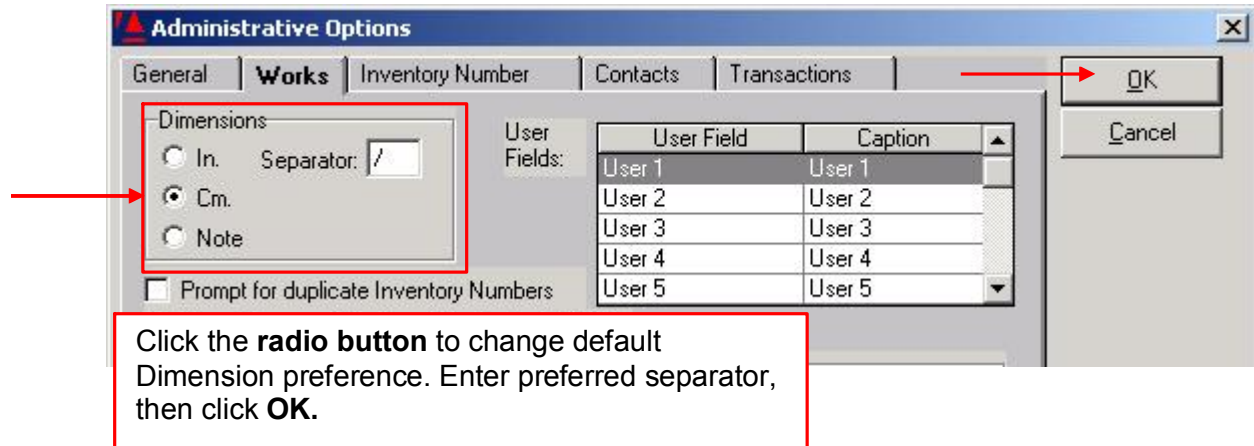 Administrative Options
General Works Inventory Number Contacts Transactions
OK
Cancel
Dimensions
In. Separator: /
Cm.
Note
User
Fields:
User Field Caption
User 1 User 1
User 2 User 2
User 3 User 3
User 4 User 4
User 5 User 5
Prompt for duplicate Inventory Numbers
Click the radio button to change default
Dimension preference. Enter preferred separator,
then click OK.